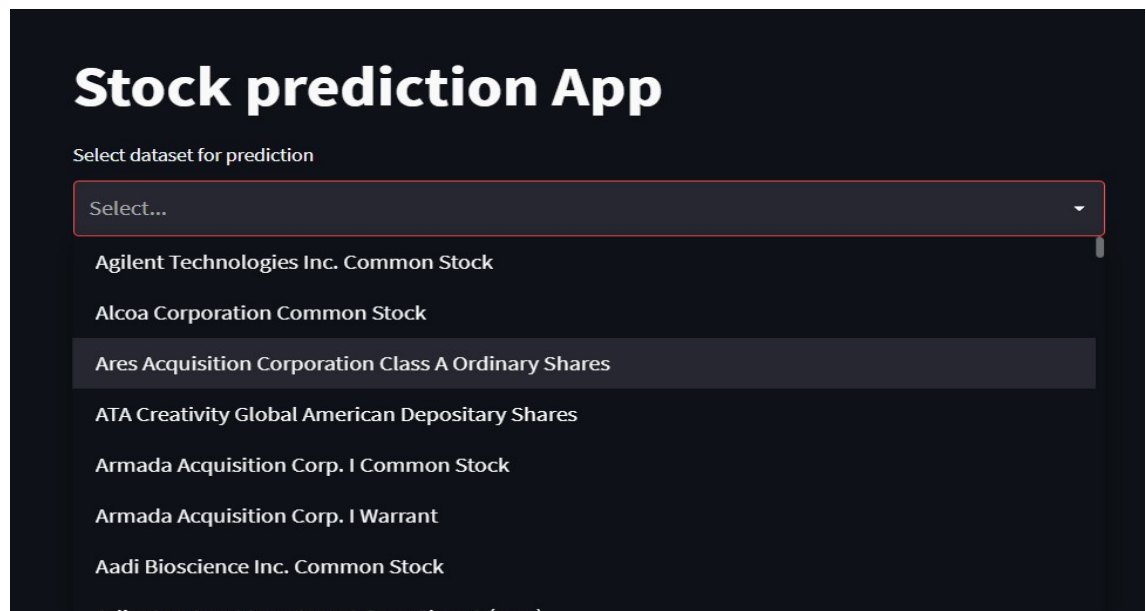 Stock prediction App
Select dataset for prediction
Select...
Agilent Technologies Inc. Common Stock
Alcoa Corporation Common Stock
Ares Acquisition Corporation Class A Ordinary Shares
ATA Creativity Global American Depositary Shares
Armada Acquisition Corp. I Common Stock
Armada Acquisition Corp. I Warrant
Aadi Bioscience Inc. Common Stock